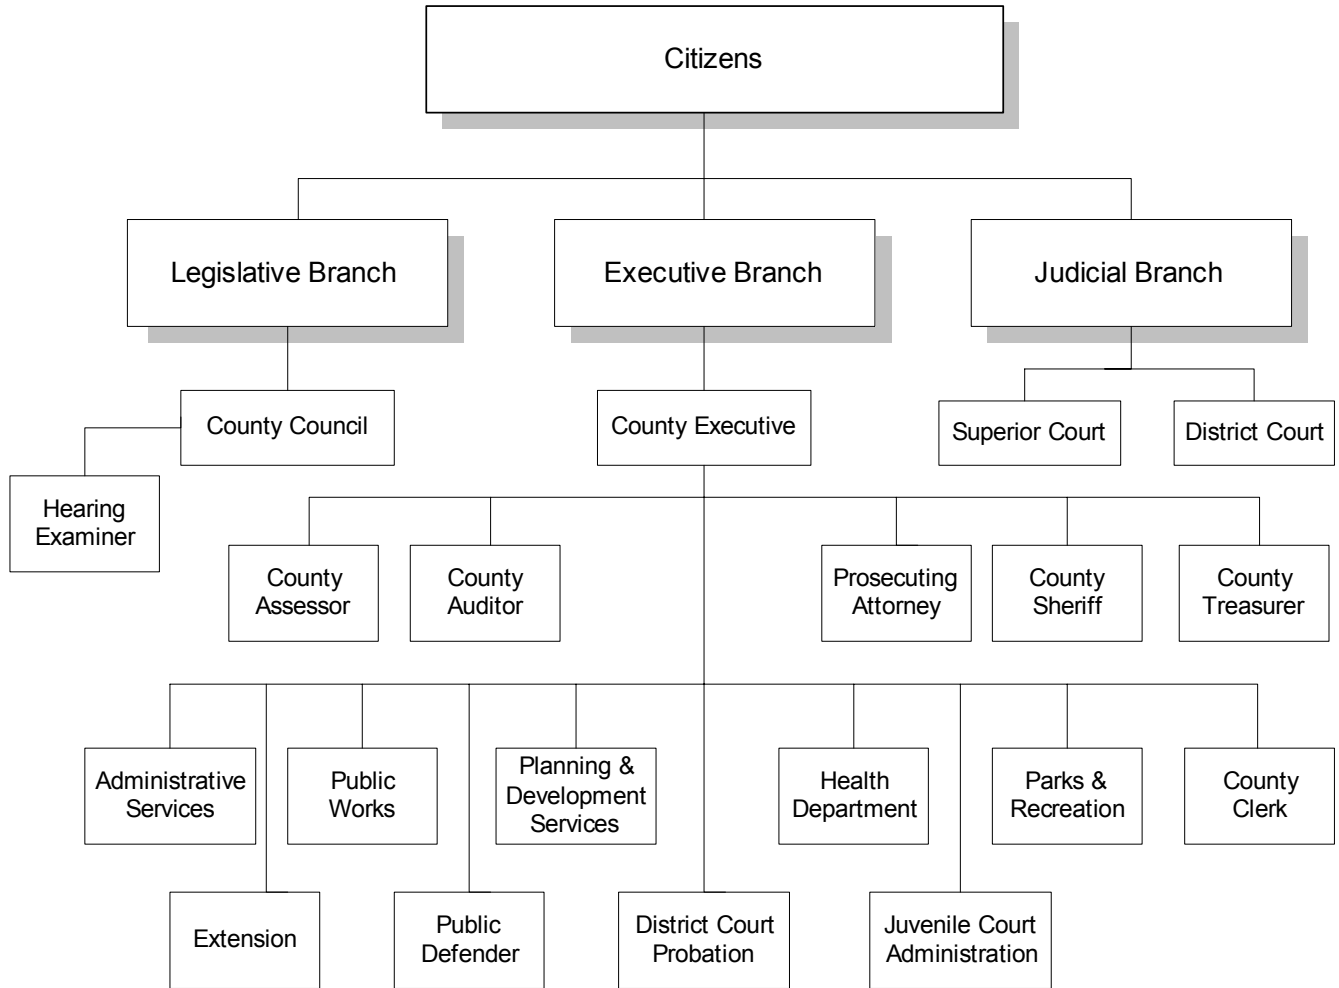 Citizens
Legislative Branch
Executive Branch
Judicial Branch
County Council
County Executive
Superior Court
District Court
Hearing
Examiner
County
Assessor
County
Auditor
Prosecuting
Attorney
County
Sheriff
County
Treasurer
Administrative
Services
Public
Works
Planning &
Development
Services
Health
Department
Parks &
Recreation
County
Clerk
Extension
Public
Defender
District Court
Probation
Juvenile Court
Administration